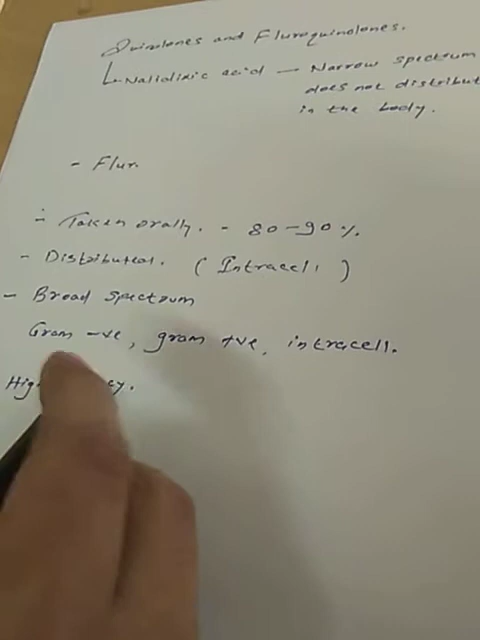 Quinolones and Fluroquinolones.
Nalidixic acid — Narrow spectrum
does not distribut
in the body.
- Flur.
- Taken orally. - 80-90%.
- Distributed. (Intracell.)
- Broad Spectrum
Gram -ve, gram +ve, intracell.